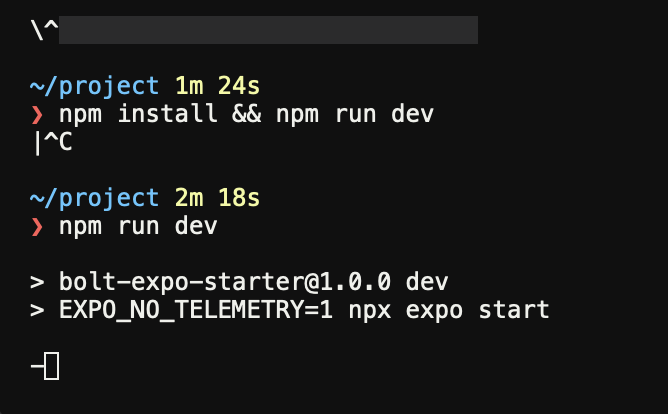 \^
~/project 1m 24s
❯ npm install && npm run dev
|^C
~/project 2m 18s
❯ npm run dev
> bolt-expo-starter@1.0.0 dev
> EXPO_NO_TELEMETRY=1 npx expo start
-